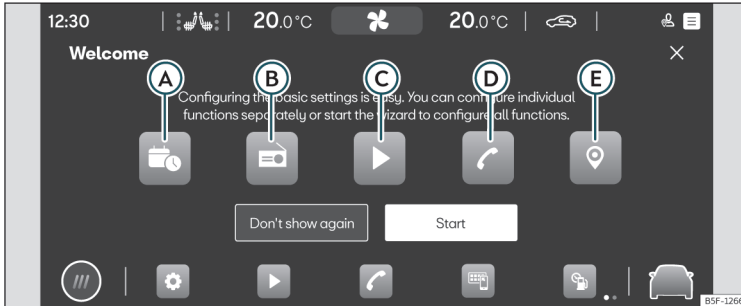 12:30
20.0°C
20.0°C
Welcome
A B C D E
Configuring the basic settings is easy. You can configure individual
functions separately or start the wizard to configure all functions.
Don't show again
Start
B5F-1266